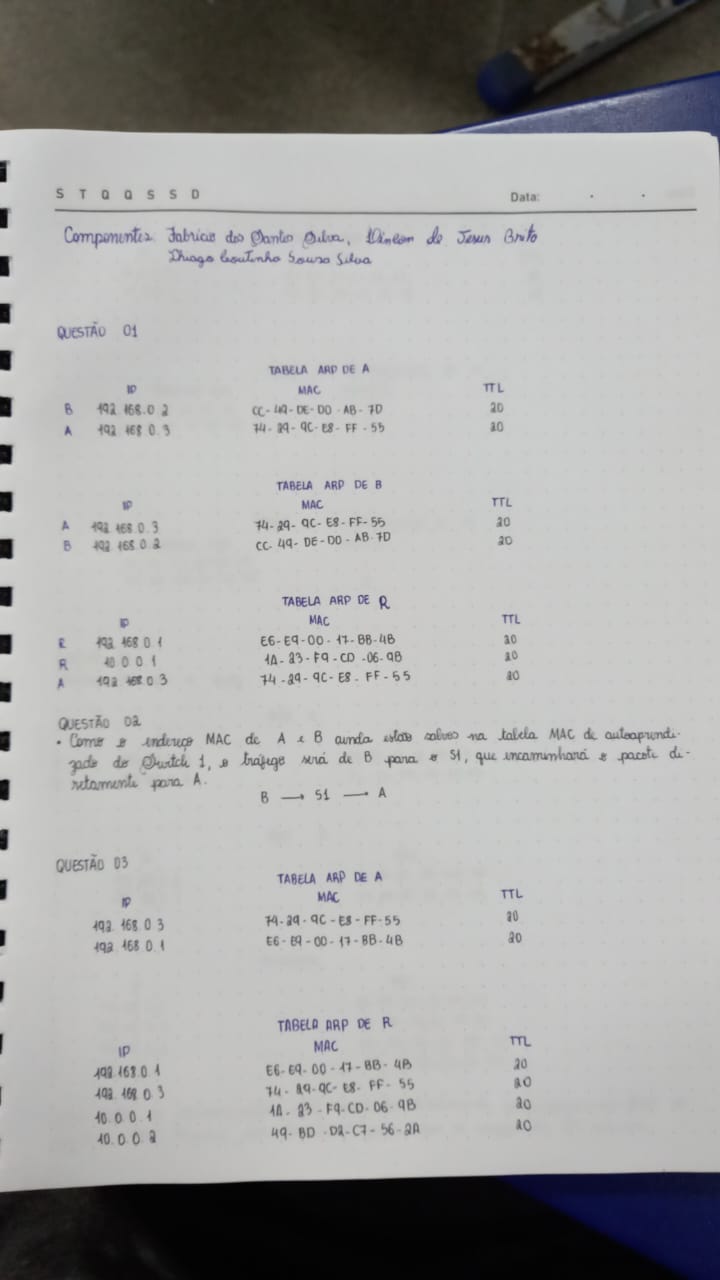 S T Q Q S S D Data: . .
Componentes: Fabricio dos Santos Silva, de Jesus Brito
Thiago Coutinho Sousa Silva
QUESTÃO 01
TABELA ARP DE A
IP MAC TTL
B 192.168.0.2 CC-49-DE-D0-AB-7D 20
A 192.168.0.3 74-29-9C-E8-FF-55 20
TABELA ARP DE B
IP MAC TTL
A 192.168.0.3 74-29-9C-E8-FF-55 20
B 192.168.0.2 CC-49-DE-D0-AB-7D 20
TABELA ARP DE R
IP MAC TTL
R 192.168.0.1 E6-E9-00-17-BB-4B 20
R 10.0.0.1 1A-23-F9-CD-06-9B 20
A 192.168.0.3 74-29-9C-E8-FF-55 20
QUESTÃO 02
• Como o endereço MAC de A e B ainda estão salvos na tabela MAC de autoaprendi-
zado do Switch 1, o tráfego será de B para o S1, que encaminhará o pacote di-
retamente para A.
B → S1 → A
QUESTÃO 03
TABELA ARP DE A
IP MAC TTL
192.168.0.3 74-29-9C-E8-FF-55 20
192.168.0.1 E6-E9-00-17-BB-4B 20
TABELA ARP DE R
IP MAC TTL
192.168.0.1 E6-E9-00-17-BB-4B 20
192.168.0.3 74-29-9C-E8-FF-55 20
10.0.0.1 1A-23-F9-CD-06-9B 20
10.0.0.2 49-BD-D2-C7-56-2A 20